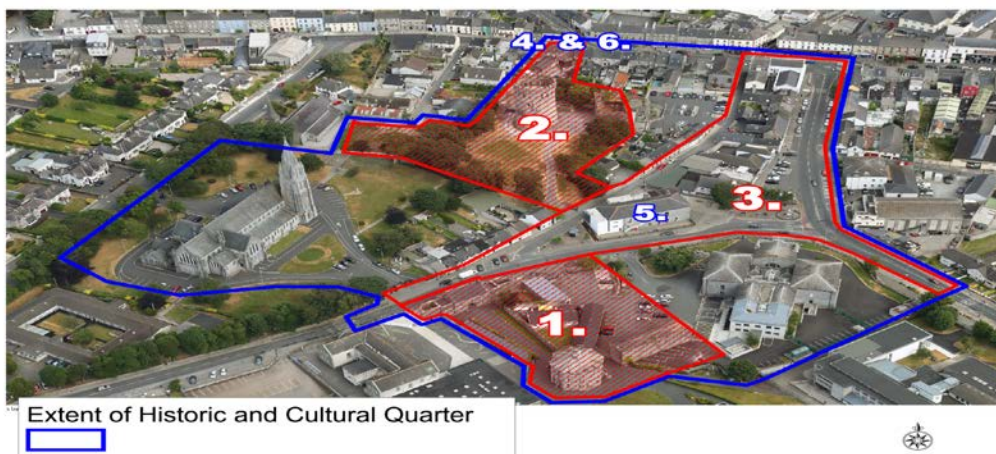 4. & 6.
2.
3.
5.
1.
Extent of Historic and Cultural Quarter